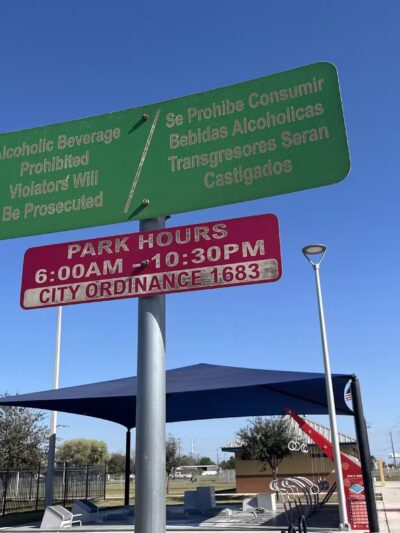 Alcoholic Beverage
Prohibited
Violators Will
Be Prosecuted
Se Prohibe Consumir
Bebidas Alcoholicas
Transgresores Seran
Castigados
PARK HOURS
6:00AM - 10:30PM
CITY ORDINANCE 1683